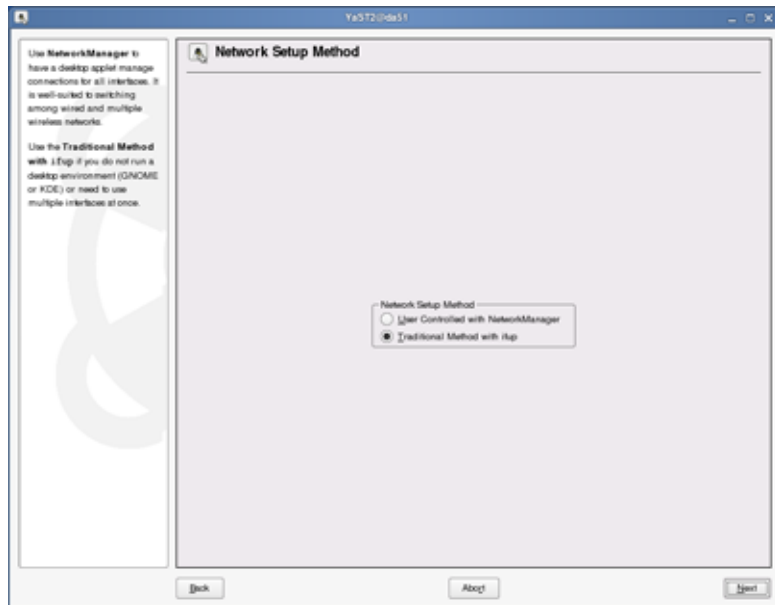 YaST2@da51
Use NetworkManager to
have a desktop applet manage
connections for all interfaces. It
is well-suited to switching
among wired and multiple
wireless networks.
Use the Traditional Method
with ifup if you do not run a
desktop environment (GNOME
or KDE) or need to use
multiple interfaces at once.
Network Setup Method
Network Setup Method
User Controlled with NetworkManager
Traditional Method with ifup
Back
Abort
Next